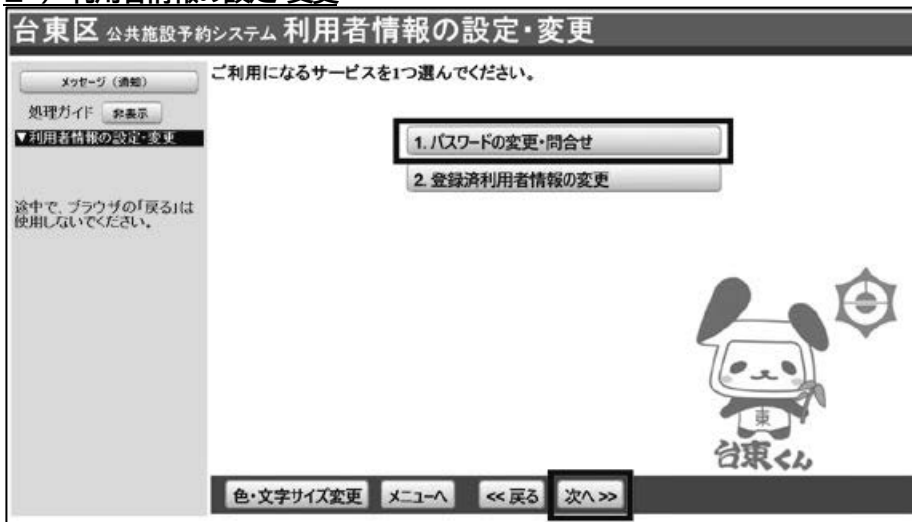 台東区 公共施設予約システム 利用者情報の設定・変更
メッセージ（通知）
処理ガイド 非表示
▼利用者情報の設定・変更
途中で、ブラウザの「戻る」は
使用しないでください。
ご利用になるサービスを1つ選んでください。
1. パスワードの変更・問合せ
2. 登録済利用者情報の変更
東
台東くん
色・文字サイズ変更 メニューへ << 戻る 次へ >>